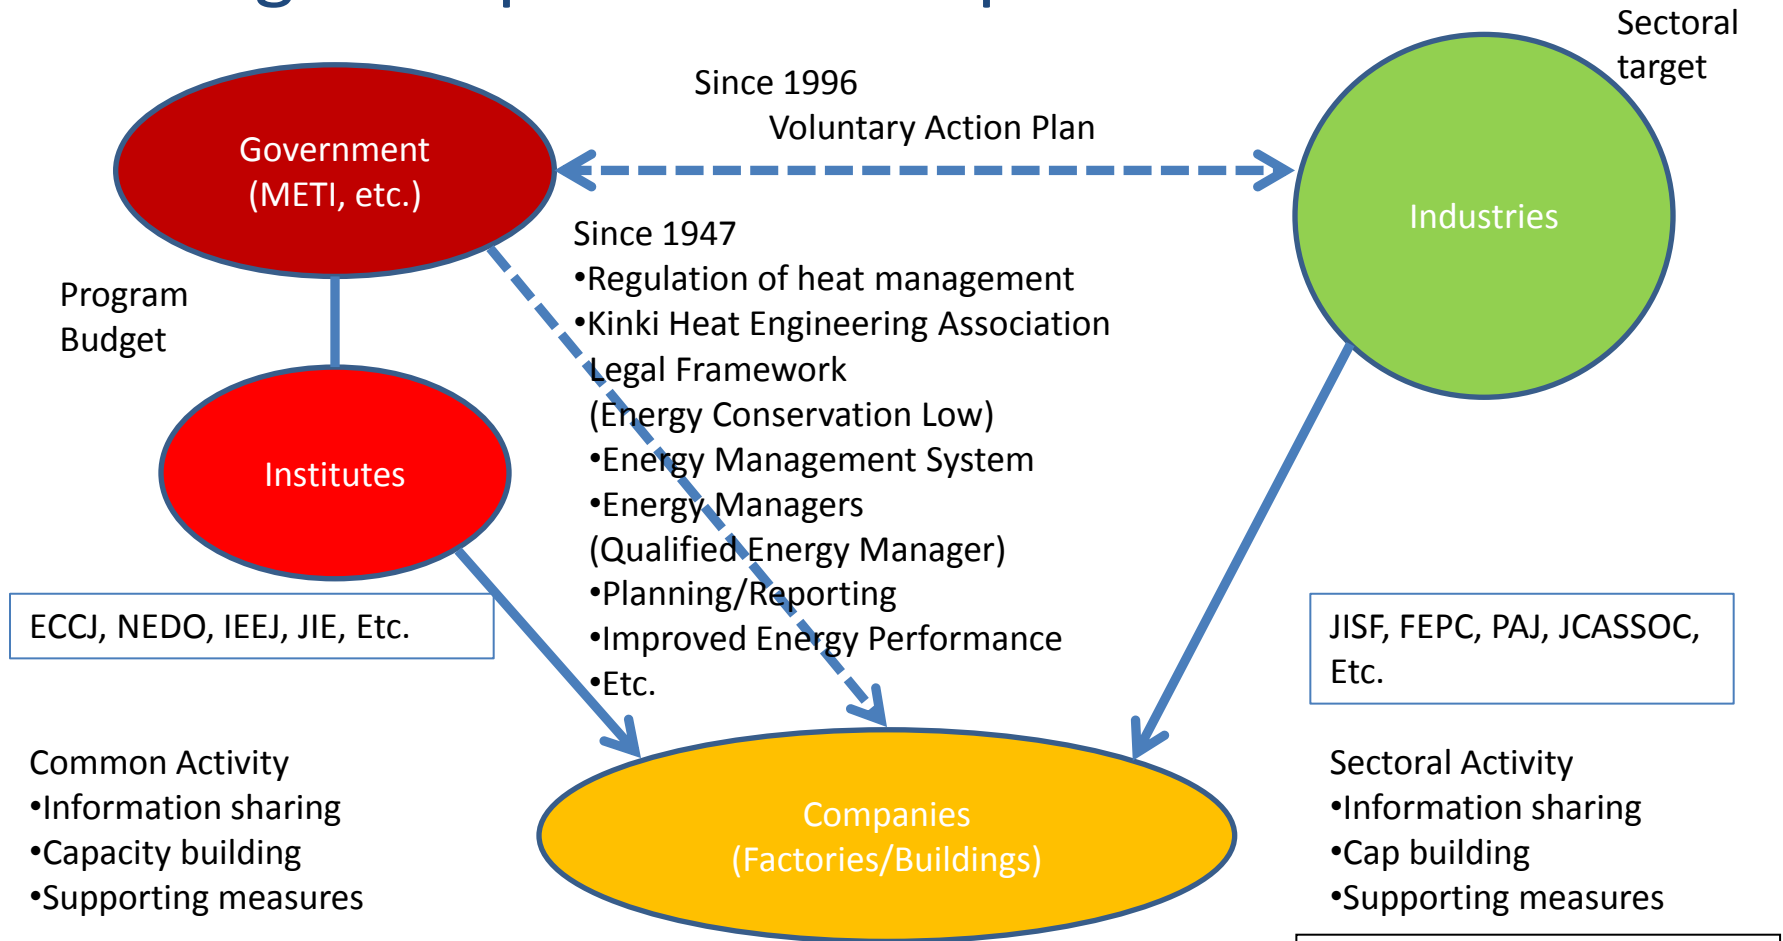 Sectoral
target
Since 1996
Voluntary Action Plan
Government
(METI, etc.)
Industries
Since 1947
•Regulation of heat management
•Kinki Heat Engineering Association
Legal Framework
(Energy Conservation Low)
•Energy Management System
•Energy Managers
(Qualified Energy Manager)
•Planning/Reporting
•Improved Energy Performance
•Etc.
Program
Budget
Institutes
ECCJ, NEDO, IEEJ, JIE, Etc.
JISF, FEPC, PAJ, JCASSOC,
Etc.
Common Activity
•Information sharing
•Capacity building
•Supporting measures
Companies
(Factories/Buildings)
Sectoral Activity
•Information sharing
•Cap building
•Supporting measures